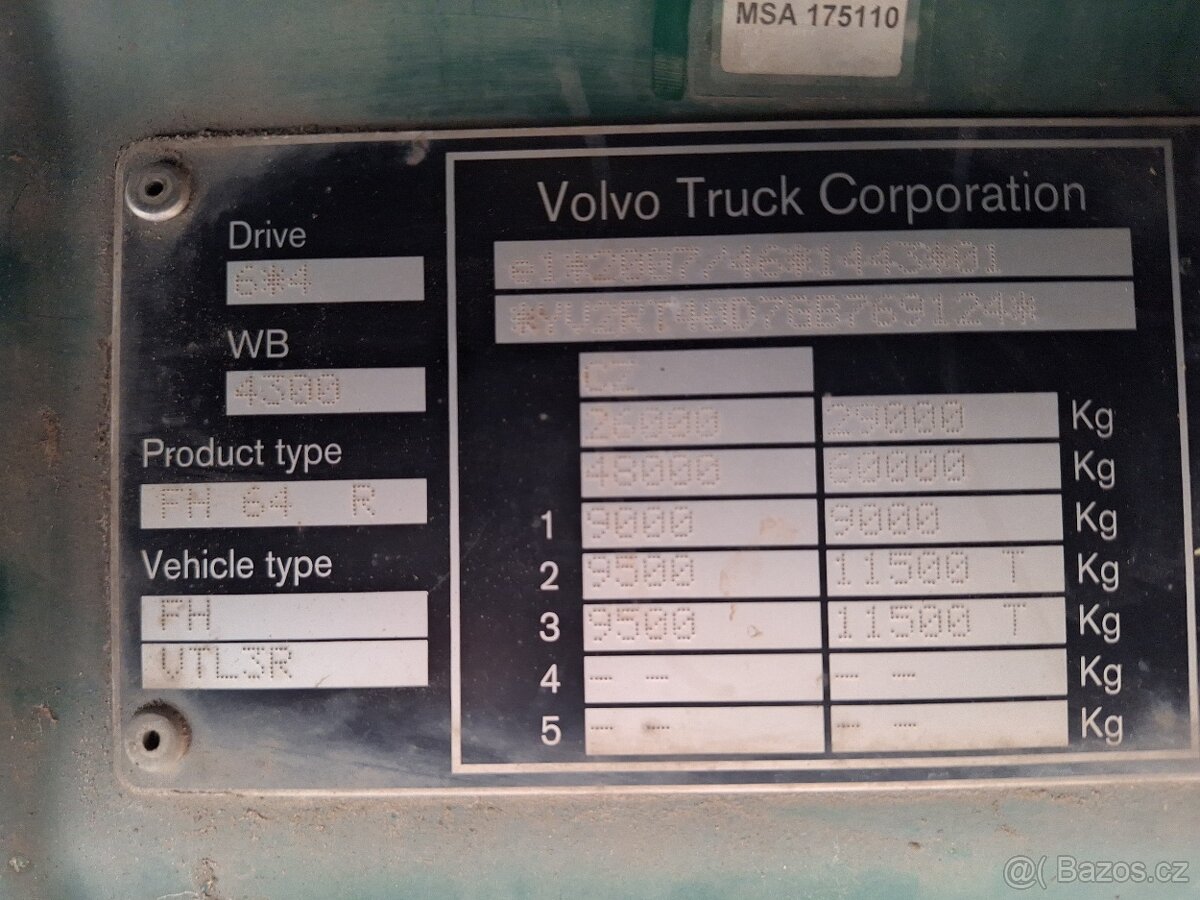 MSA 175110
Volvo Truck Corporation
Drive
6*4
WB
4300
Product type
FH 64 R
Vehicle type
FH
VTL3R
e1*2007/46*1443*01
*YV2RT40D7GB769124*
CZ
26000 29000 Kg
48000 60000 Kg
1 9000 9000 Kg
2 9500 11500 T Kg
3 9500 11500 T Kg
4 -- -- Kg
5 -- -- Kg
@( Bazos.cz